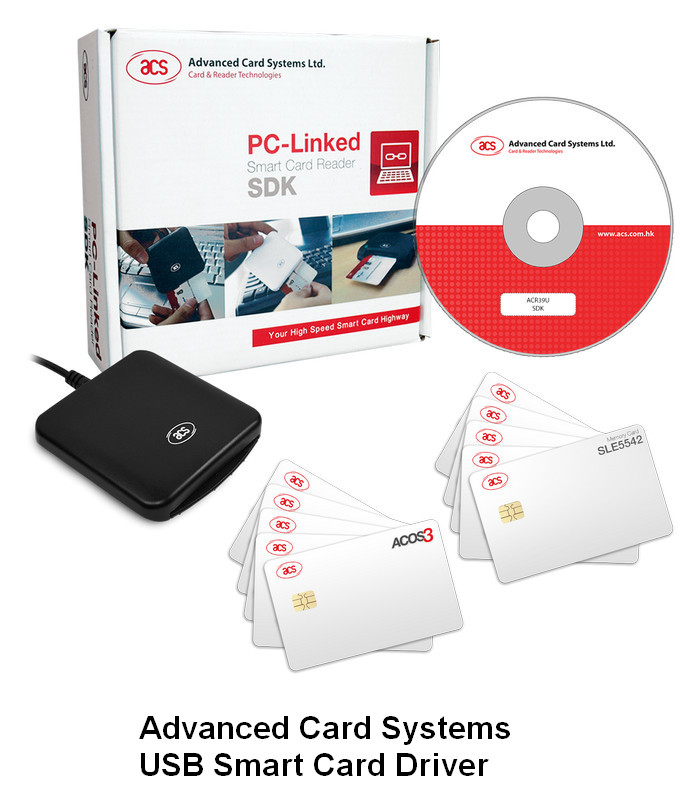 acs
Advanced Card Systems Ltd.
Card & Reader Technologies
PC-Linked
Smart Card Reader
SDK
Your High Speed Smart Card Highway
acs
PC-Linked
SDK
acs
Advanced Card Systems Ltd.
Card & Reader Technologies
www.acs.com.hk
ACR39U
SDK
acs
acs
acs
acs
acs
acs
Memory Card
SLE5542
acs
acs
acs
acs
acs
ACOS3
Advanced Card Systems
USB Smart Card Driver